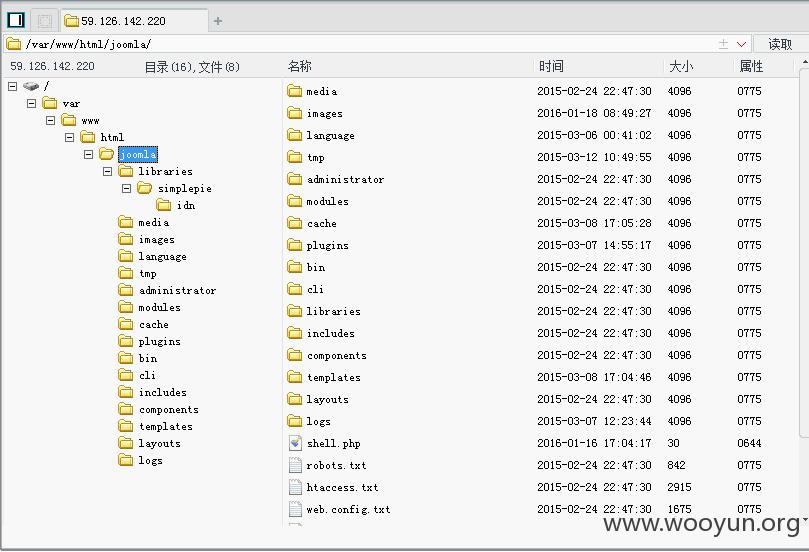 59.126.142.220
/var/www/html/joomla/ 读取
59.126.142.220 目录(16),文件(8) 名称 时间 大小 属性
/
var
www
html
joomla
libraries
simplepie
idn
media
images
language
tmp
administrator
modules
cache
plugins
bin
cli
includes
components
templates
layouts
logs
media 2015-02-24 22:47:30 4096 0775
images 2016-01-18 08:49:27 4096 0775
language 2015-03-06 00:41:02 4096 0775
tmp 2015-03-12 10:49:55 4096 0775
administrator 2015-02-24 22:47:30 4096 0775
modules 2015-02-24 22:47:30 4096 0775
cache 2015-03-08 17:05:28 4096 0775
plugins 2015-03-07 14:55:17 4096 0775
bin 2015-02-24 22:47:30 4096 0775
cli 2015-02-24 22:47:30 4096 0775
libraries 2015-02-24 22:47:30 4096 0775
includes 2015-02-24 22:47:30 4096 0775
components 2015-02-24 22:47:30 4096 0775
templates 2015-03-08 17:04:46 4096 0775
layouts 2015-02-24 22:47:30 4096 0775
logs 2015-03-07 12:23:44 4096 0775
shell.php 2016-01-16 17:04:17 30 0644
robots.txt 2015-02-24 22:47:30 842 0775
htaccess.txt 2015-02-24 22:47:30 2915 0775
web.config.txt 2015-02-24 22:47:30 1675 0775
www.wooyun.org